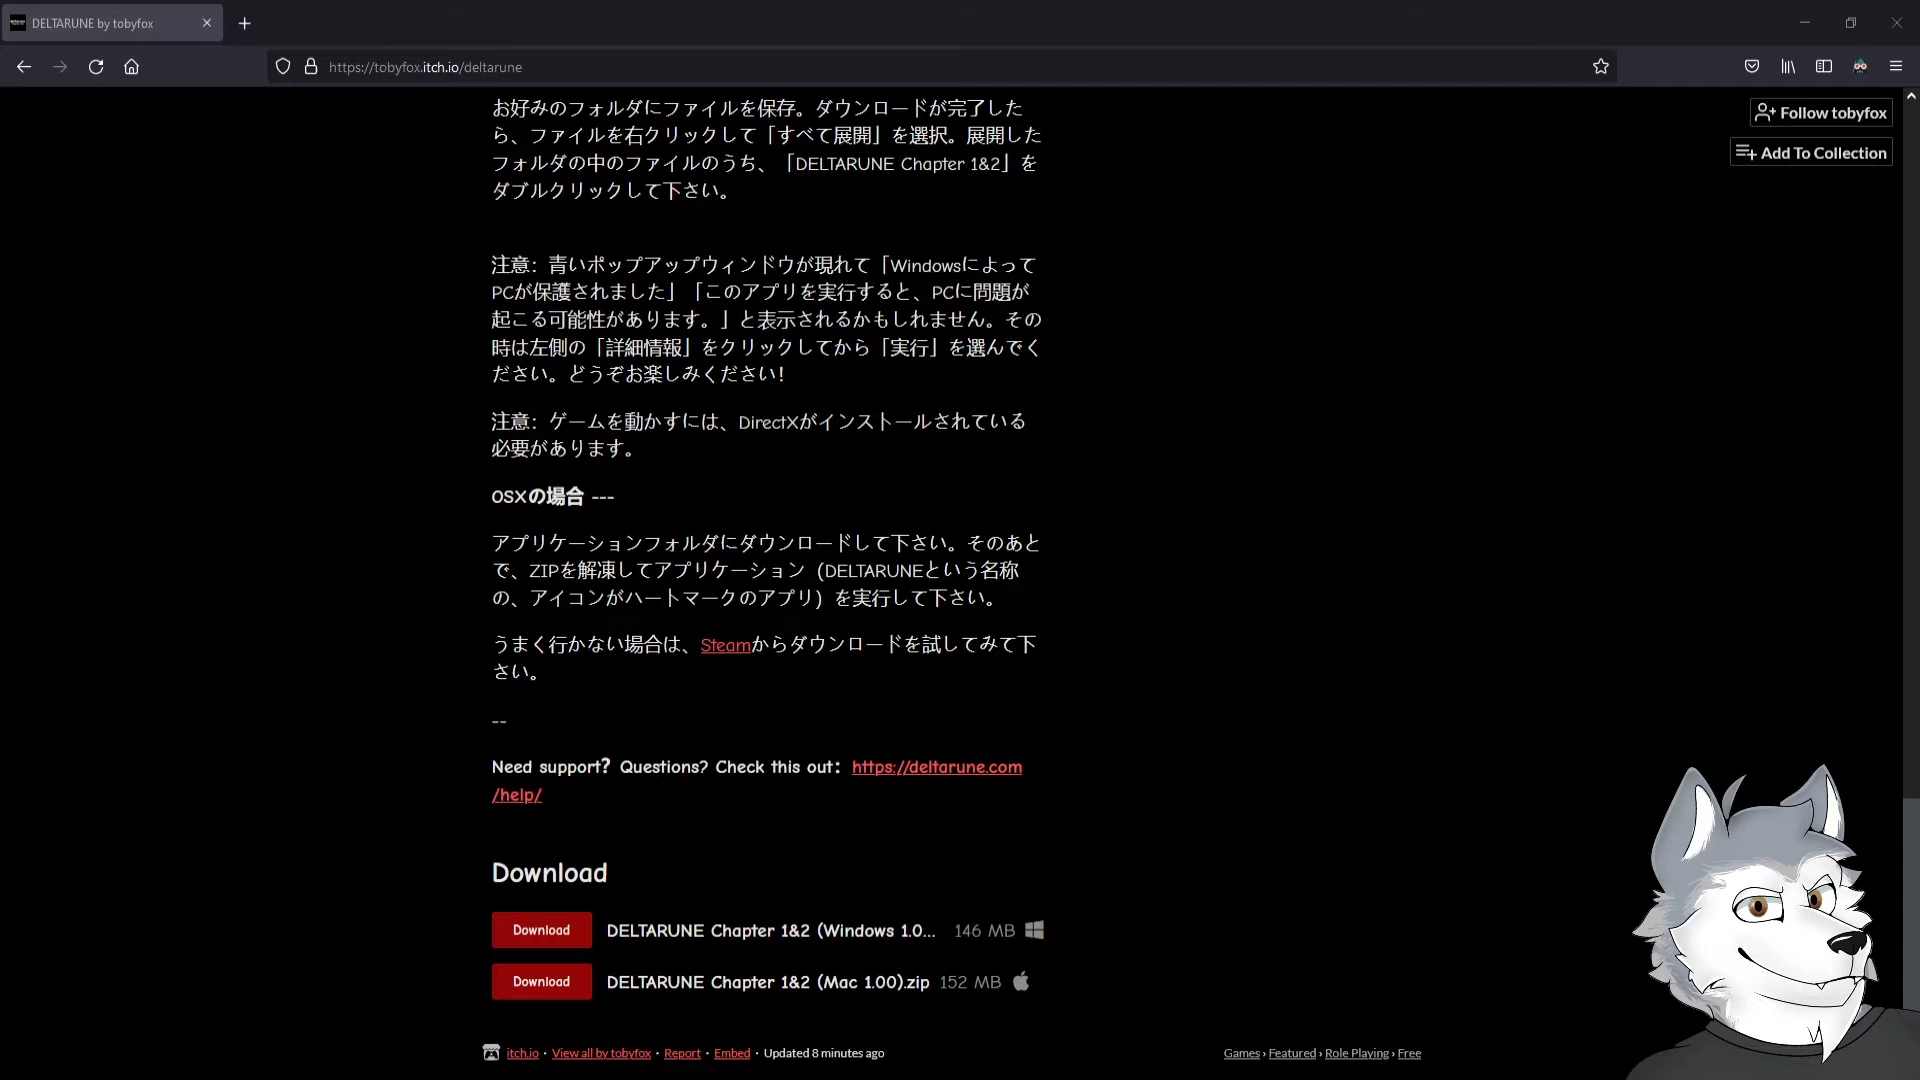 DELTARUNE by tobyfox
https://tobyfox.itch.io/deltarune
Follow tobyfox
Add To Collection
お好みのフォルダにファイルを保存。ダウンロードが完了した
ら、ファイルを右クリックして「すべて展開」を選択。展開した
フォルダの中のファイルのうち、「DELTARUNE Chapter 1&2」を
ダブルクリックして下さい。
注意：青いポップアップウィンドウが現れて「Windowsによって
PCが保護されました」「このアプリを実行すると、PCに問題が
起こる可能性があります。」と表示されるかもしれません。その
時は左側の「詳細情報」をクリックしてから「実行」を選んでく
ださい。どうぞお楽しみください！
注意：ゲームを動かすには、DirectXがインストールされている
必要があります。
OSXの場合 ---
アプリケーションフォルダにダウンロードして下さい。そのあと
で、ZIPを解凍してアプリケーション（DELTARUNEという名称
の、アイコンがハートマークのアプリ）を実行して下さい。
うまく行かない場合は、Steamからダウンロードを試してみて下
さい。
--
Need support? Questions? Check this out: https://deltarune.com
/help/
Download
Download DELTARUNE Chapter 1&2 (Windows 1.0... 146 MB
Download DELTARUNE Chapter 1&2 (Mac 1.00).zip 152 MB
itch.io · View all by tobyfox · Report · Embed · Updated 8 minutes ago
Games › Featured › Role Playing › Free